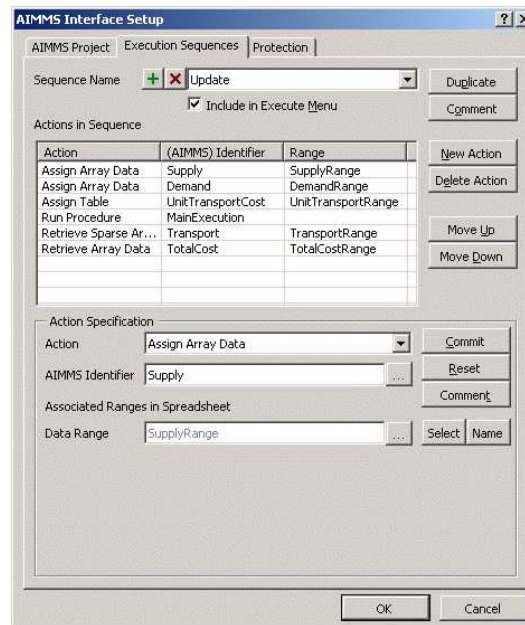 AIMMS Interface Setup
AIMMS Project Execution Sequences Protection
Sequence Name Update Duplicate
Include in Execute Menu Comment
Actions in Sequence
Action (AIMMS) Identifier Range New Action
Assign Array Data Supply SupplyRange
Assign Array Data Demand DemandRange Delete Action
Assign Table UnitTransportCost UnitTransportRange
Run Procedure MainExecution
Retrieve Sparse Ar... Transport TransportRange Move Up
Retrieve Array Data TotalCost TotalCostRange Move Down
Action Specification
Action Assign Array Data Commit
AIMMS Identifier Supply ... Reset
Associated Ranges in Spreadsheet Comment
Data Range SupplyRange ... Select Name
OK Cancel